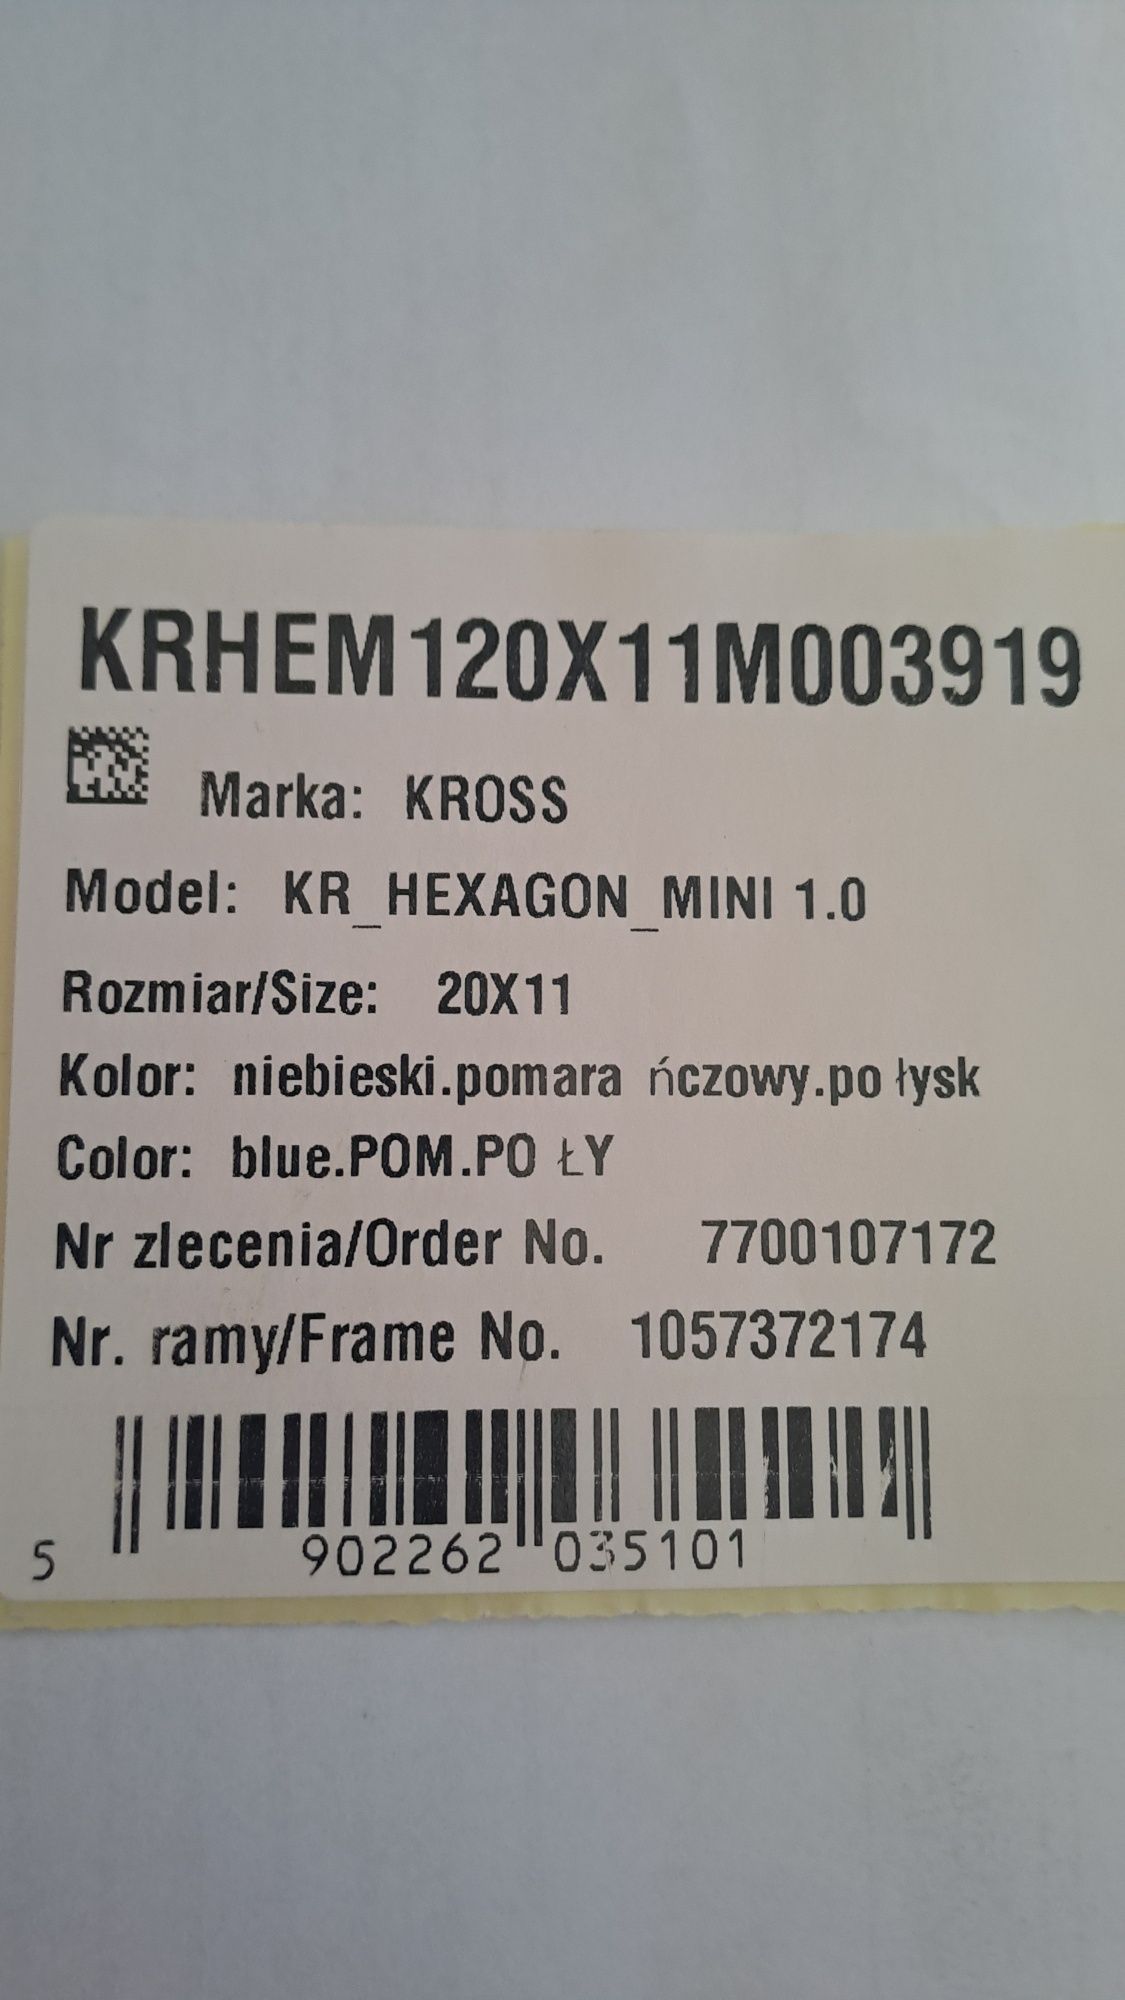 KRHEM120X11M003919
Marka: KROSS
Model: KR_HEXAGON_MINI 1.0
Rozmiar/Size: 20X11
Kolor: niebieski.pomara ńczowy.po łysk
Color: blue.POM.PO ŁY
Nr zlecenia/Order No. 7700107172
Nr. ramy/Frame No. 1057372174
5 902262 035101